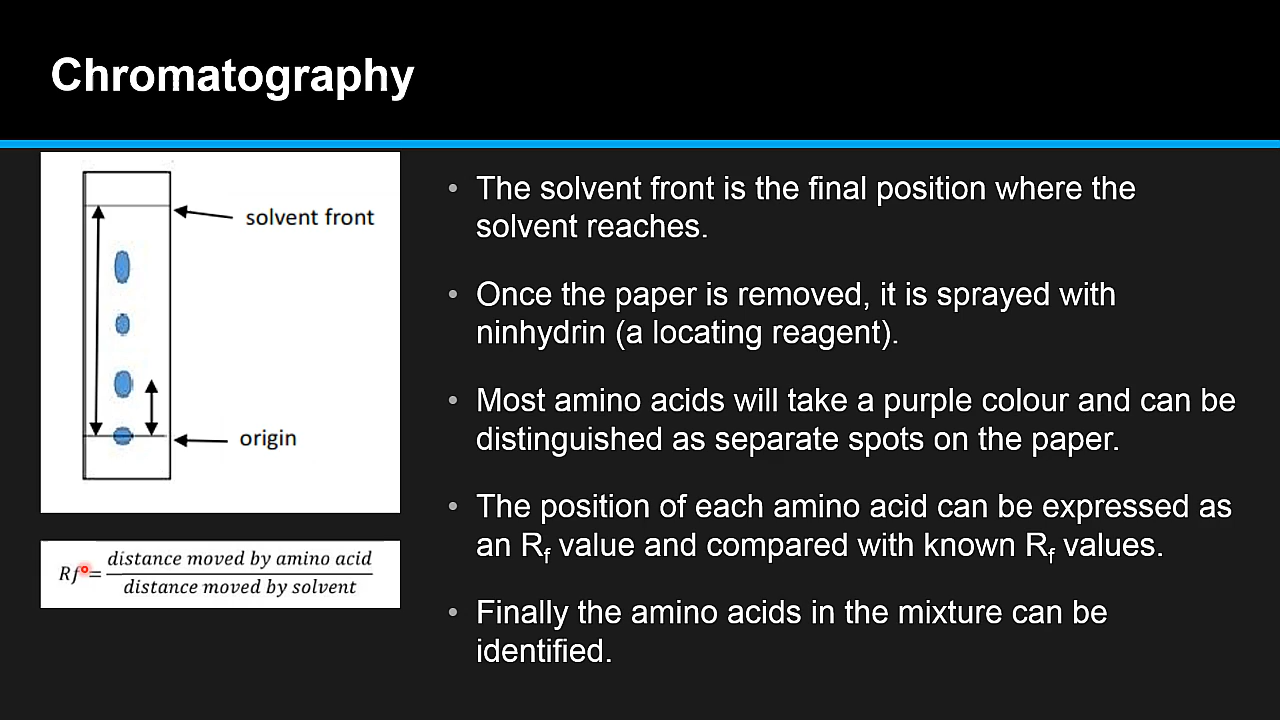 Chromatography
solvent front
origin
Rf = distance moved by amino acid
distance moved by solvent
• The solvent front is the final position where the
solvent reaches.
• Once the paper is removed, it is sprayed with
ninhydrin (a locating reagent).
• Most amino acids will take a purple colour and can be
distinguished as separate spots on the paper.
• The position of each amino acid can be expressed as
an Rf value and compared with known Rf values.
• Finally the amino acids in the mixture can be
identified.